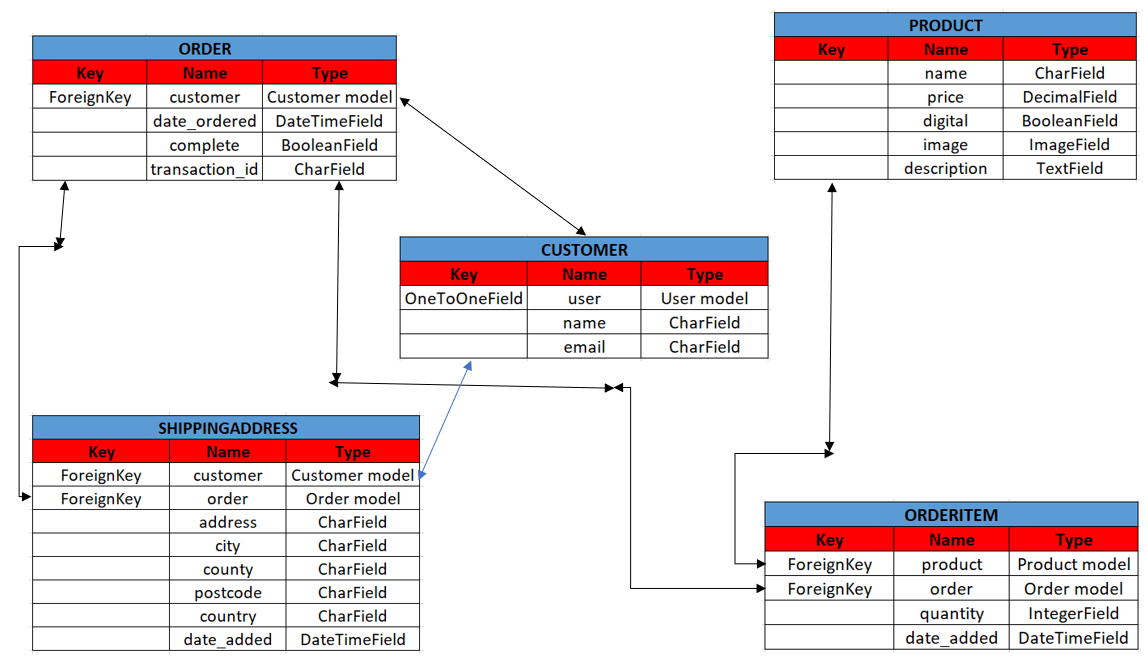 ORDER
Key Name Type
ForeignKey customer Customer model
date_ordered DateTimeField
complete BooleanField
transaction_id CharField
PRODUCT
Key Name Type
name CharField
price DecimalField
digital BooleanField
image ImageField
description TextField
CUSTOMER
Key Name Type
OneToOneField user User model
name CharField
email CharField
SHIPPINGADDRESS
Key Name Type
ForeignKey customer Customer model
ForeignKey order Order model
address CharField
city CharField
county CharField
postcode CharField
country CharField
date_added DateTimeField
ORDERITEM
Key Name Type
ForeignKey product Product model
ForeignKey order Order model
quantity IntegerField
date_added DateTimeField